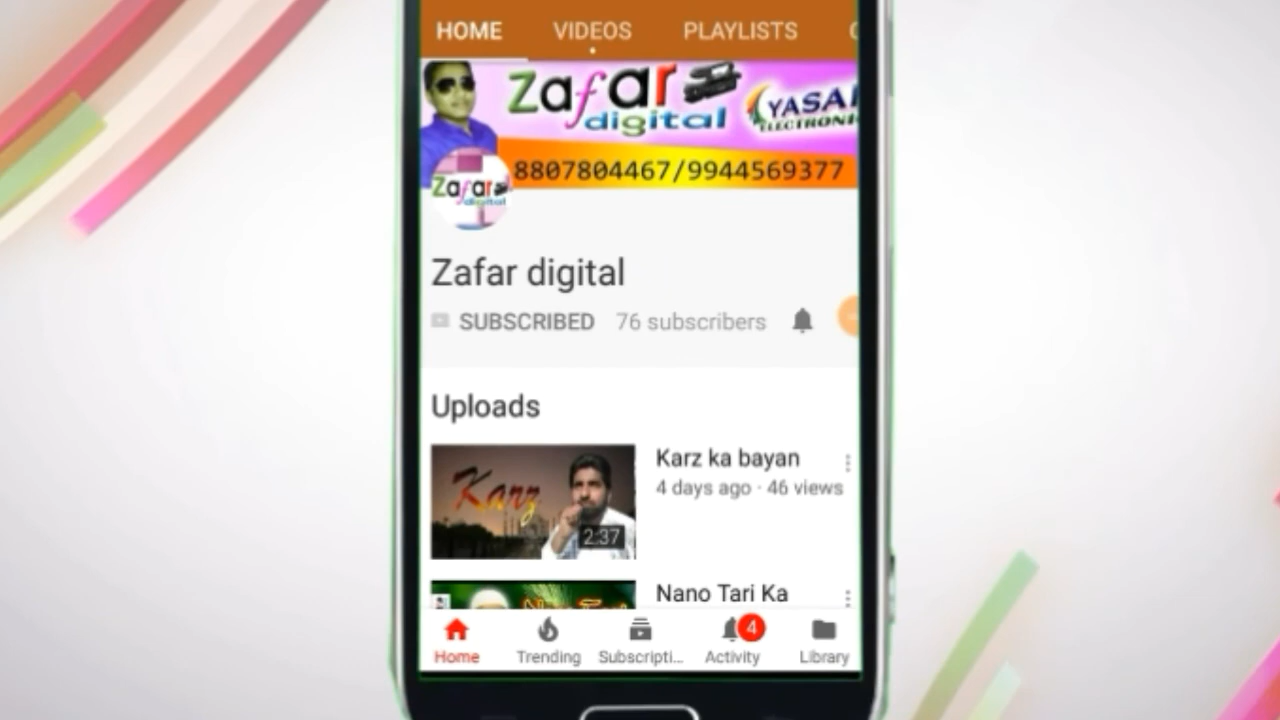 HOME VIDEOS PLAYLISTS
Zafar
digital
YASAR
ELECTRONI
8807804467/9944569377
Zafar
digital
Zafar digital
SUBSCRIBED 76 subscribers
Uploads
Karz
2:37
Karz ka bayan
4 days ago · 46 views
Nano Tari Ka
Home Trending Subscripti... Activity 4 Library